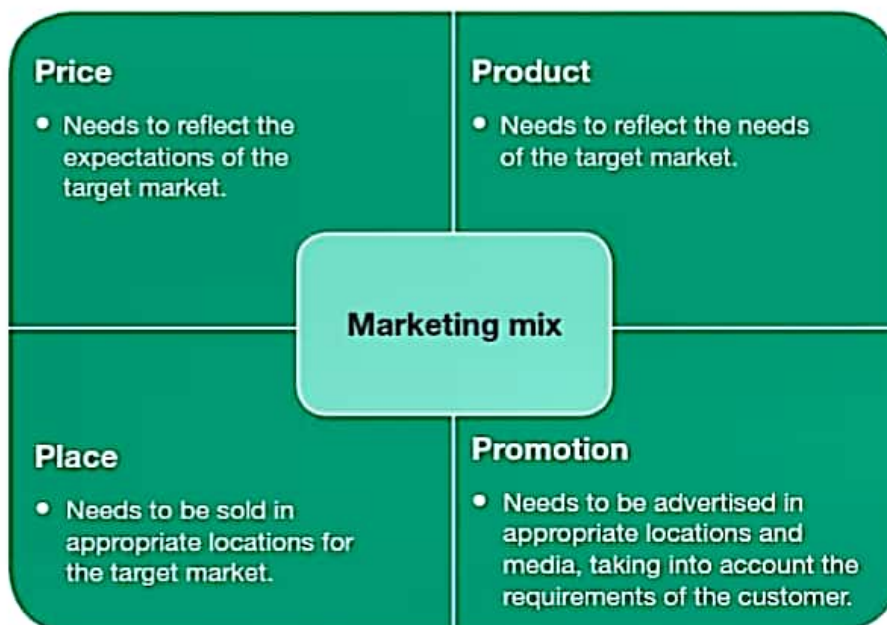 Price
• Needs to reflect the
expectations of the
target market.
Product
• Needs to reflect the needs
of the target market.
Marketing mix
Place
• Needs to be sold in
appropriate locations for
the target market.
Promotion
• Needs to be advertised in
appropriate locations and
media, taking into account the
requirements of the customer.